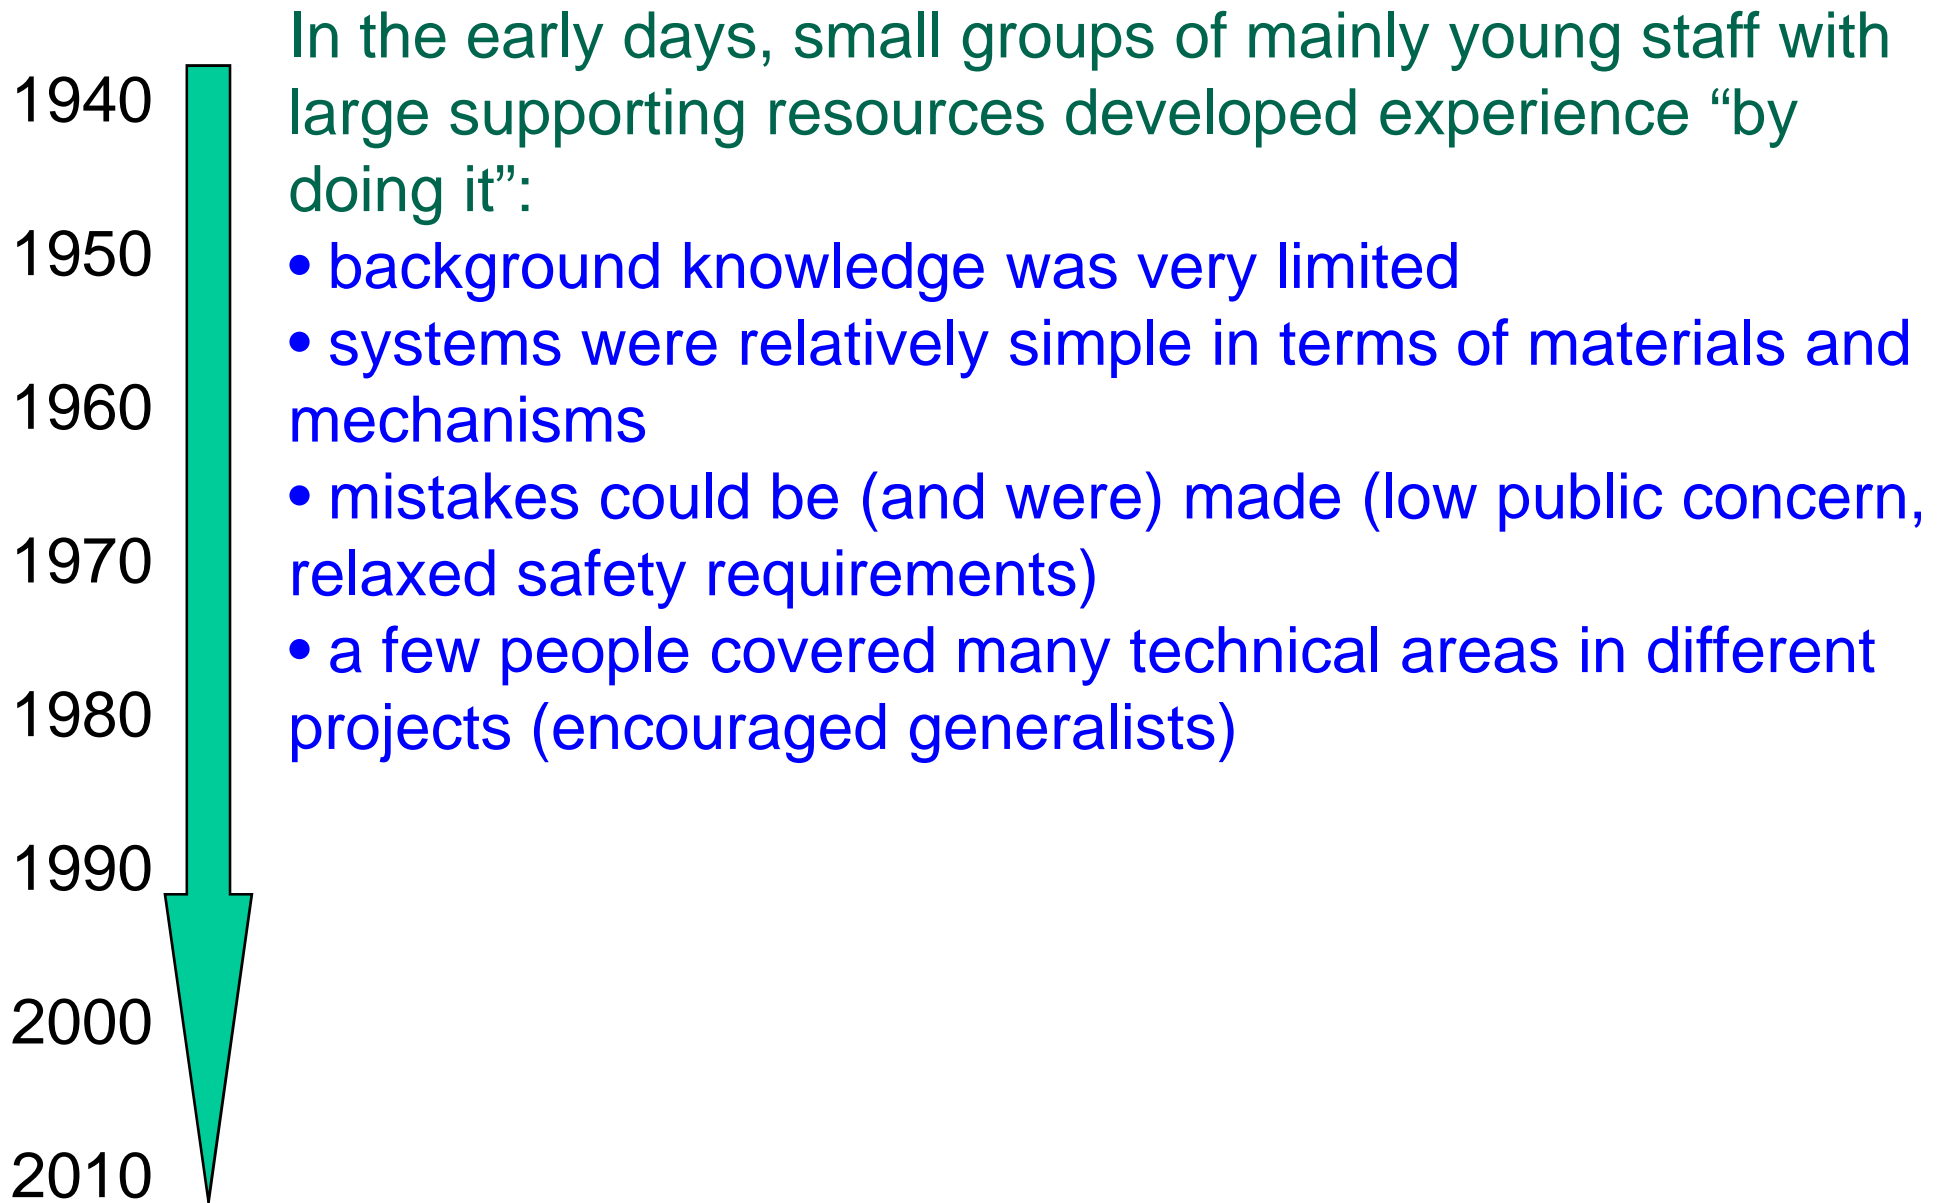 1940
1950
1960
1970
1980
1990
2000
2010
In the early days, small groups of mainly young staff with
large supporting resources developed experience “by
doing it”:
• background knowledge was very limited
• systems were relatively simple in terms of materials and
mechanisms
• mistakes could be (and were) made (low public concern,
relaxed safety requirements)
• a few people covered many technical areas in different
projects (encouraged generalists)